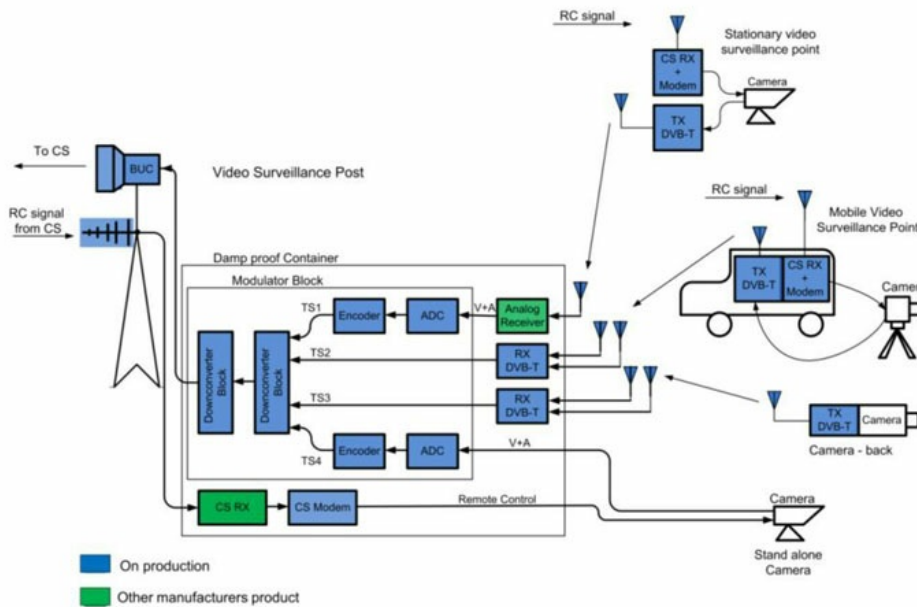 RC signal
Stationary video
surveillance point
CS RX
+
Modem
Camera
TX
DVB-T
To CS
BUC
Video Surveillance Post
RC signal
from CS
RC signal
Mobile Video
Surveillance Point
TX
DVB-T
CS RX
+
Modem
Camer
Damp proof Container
Modulator Block
TS1
Encoder
ADC
V+A
Analog
Receiver
Downconverter
Block
Downconverter
Block
TS2
RX
DVB-T
TS3
RX
DVB-T
TS4
Encoder
ADC
V+A
TX
DVB-T
Camera
Camera - back
CS RX
CS Modem
Remote Control
Camera
Stand alone
Camera
On production
Other manufacturers product